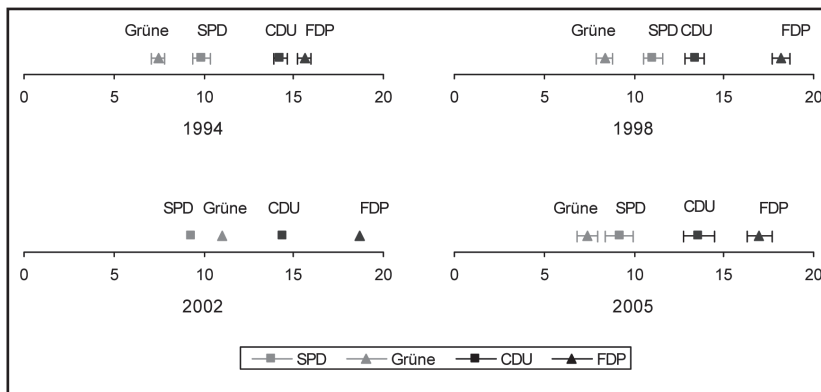 Grüne SPD CDU FDP
0 5 10 15 20
1994
Grüne SPD CDU FDP
0 5 10 15 20
1998
SPD Grüne CDU FDP
0 5 10 15 20
2002
Grüne SPD CDU FDP
0 5 10 15 20
2005
SPD Grüne CDU FDP